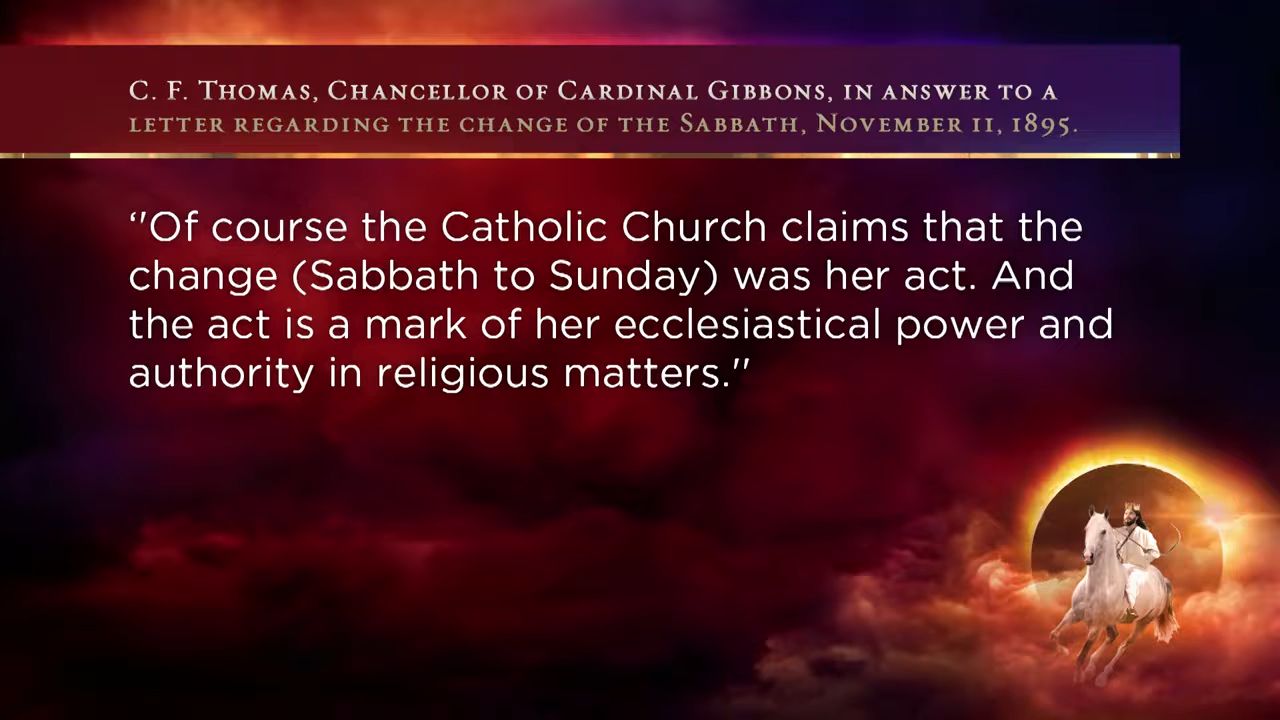 C. F. Thomas, Chancellor of Cardinal Gibbons, in answer to a
letter regarding the change of the Sabbath, November 11, 1895.
‘'Of course the Catholic Church claims that the
change (Sabbath to Sunday) was her act. And
the act is a mark of her ecclesiastical power and
authority in religious matters.''